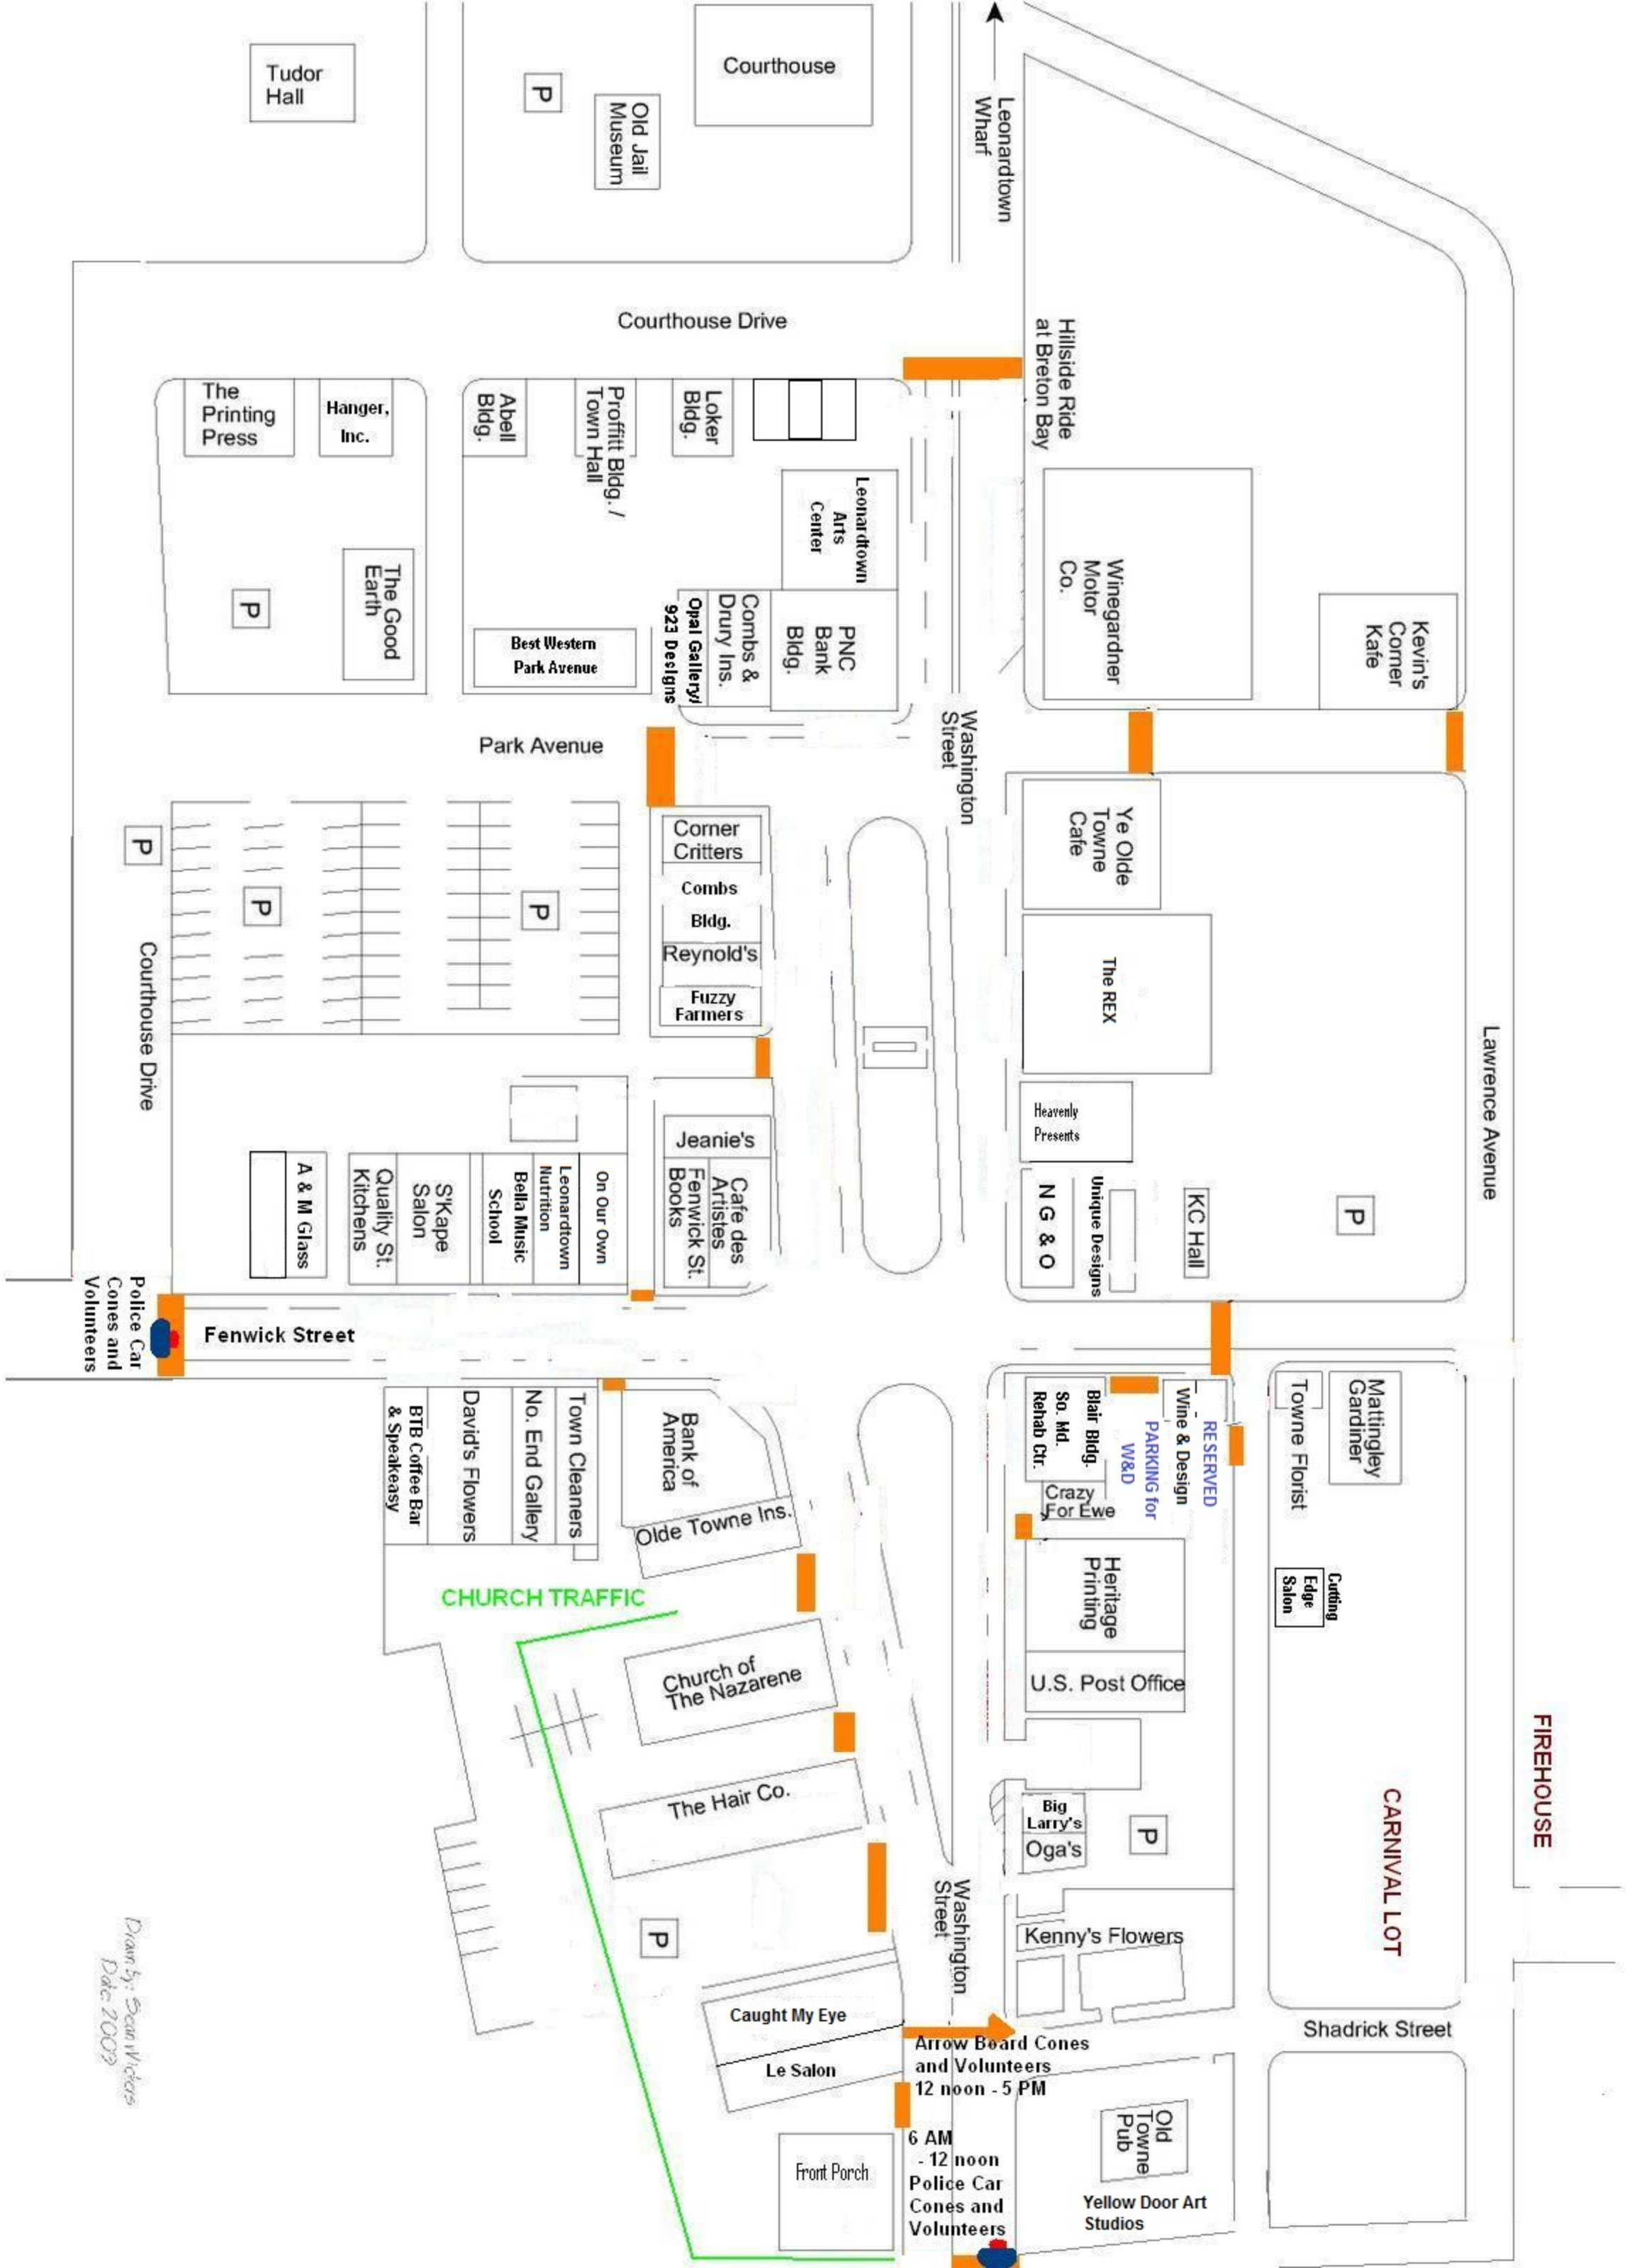 Tudor
Hall
P
Old Jail
Museum
Courthouse
Leonardtown
Wharf
Courthouse Drive
Hillside Ride
at Breton Bay
The
Printing
Press
Hanger,
Inc.
Abell
Bldg.
Proffitt Bldg. /
Town Hall
Loker
Bldg.
Leonardtown
Arts
Center
P
The Good
Earth
Best Western
Park Avenue
Opal Gallery/
923 Designs
Combs &
Drury Ins.
PNC
Bank
Bldg.
Winegardner
Motor
Co.
Kevin's
Corner
Kafe
Park Avenue
Washington
Street
P
P
P
Courthouse Drive
Corner
Critters
Combs
Bldg.
Reynold's
Fuzzy
Farmers
Ye Olde
Towne
Cafe
The REX
Lawrence Avenue
Heavenly
Presents
N G & O
Unique Designs
KC Hall
P
Jeanie's
Cafe des
Artistes
Fenwick St.
Books
On Our Own
Leonardtown
Nutrition
Bella Music
School
S'Kape
Salon
Quality St.
Kitchens
A & M Glass
Police Car
Cones and
Volunteers
Fenwick Street
BTB Coffee Bar
& Speakeasy
David's Flowers
No. End Gallery
Town Cleaners
Bank of
America
Olde Towne Ins.
Blair Bldg.
So. Md.
Rehab Ctr.
Wine & Design
RESERVED
PARKING for
W&D
Crazy
For Ewe
Towne Florist
Mattingley
Gardiner
Cutting
Edge
Salon
Heritage
Printing
U.S. Post Office
CHURCH TRAFFIC
Church of
The Nazarene
The Hair Co.
Big
Larry's
Oga's
P
FIREHOUSE
CARNIVAL LOT
P
Washington
Street
Kenny's Flowers
Caught My Eye
Le Salon
Arrow Board Cones
and Volunteers
12 noon - 5 PM
Shadrick Street
Front Porch
6 AM
- 12 noon
Police Car
Cones and
Volunteers
Old
Towne
Pub
Yellow Door Art
Studios
Drawn by: Sean
Date: 2009